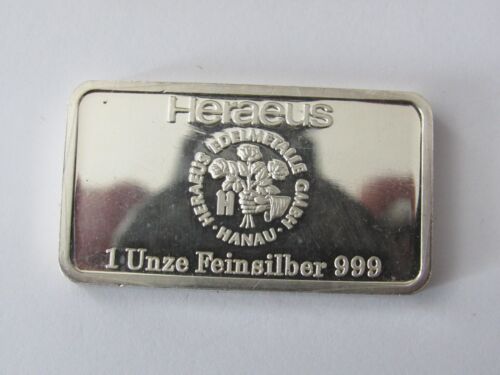 Heraeus
HERAEUS EDELMETALLE GMBH
H
· HANAU ·
1 Unze Feinsilber 999